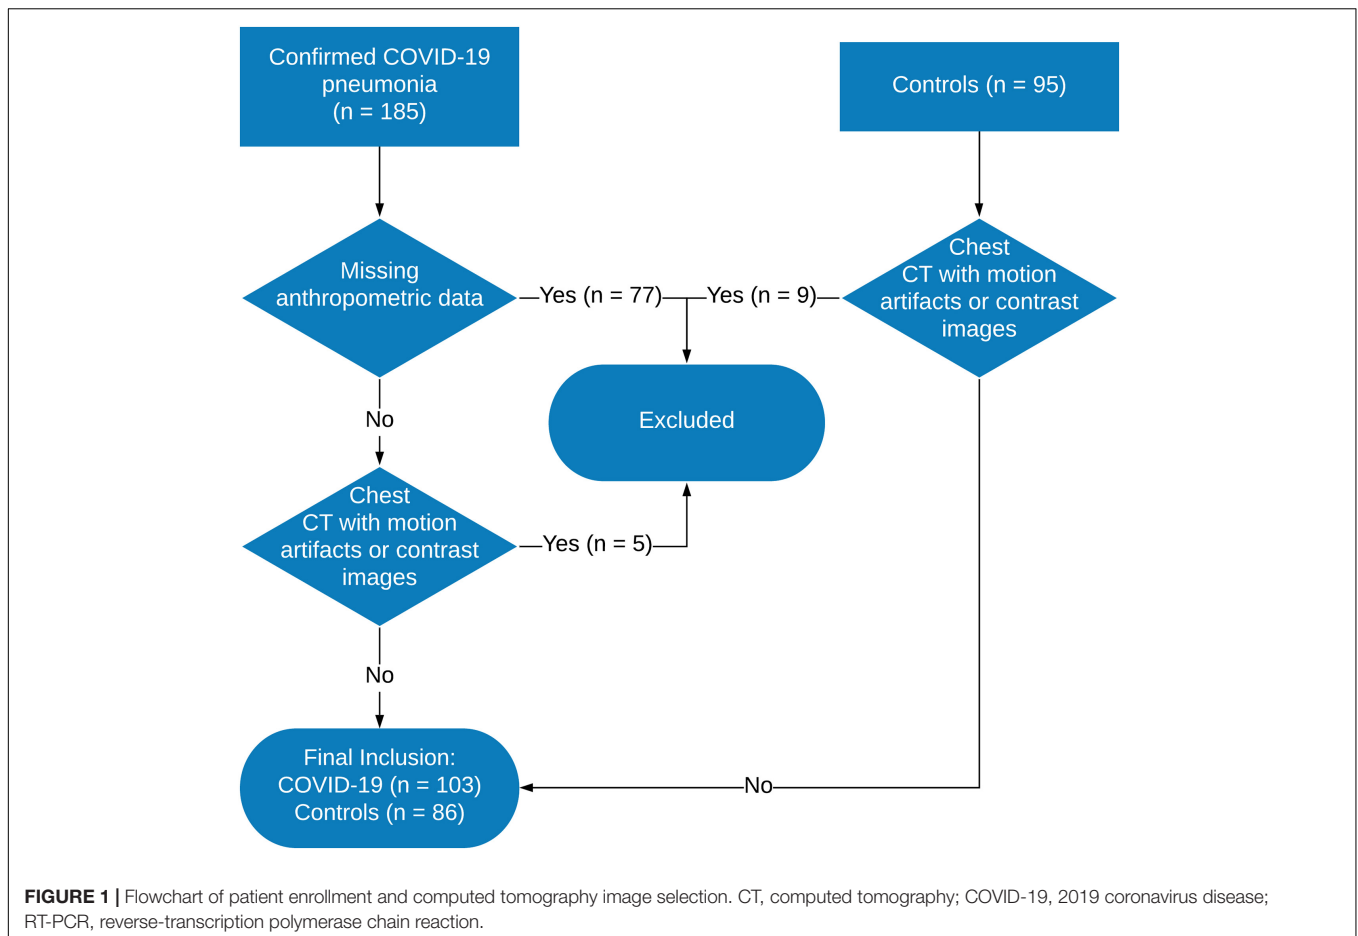 Confirmed COVID-19
pneumonia
(n = 185)
Controls (n = 95)
Missing
anthropometric data
Yes (n = 77)
Yes (n = 9)
Chest
CT with motion
artifacts or contrast
images
No
Excluded
Chest
CT with motion
artifacts or contrast
images
Yes (n = 5)
No
Final Inclusion:
COVID-19 (n = 103)
Controls (n = 86)
No
FIGURE 1 | Flowchart of patient enrollment and computed tomography image selection. CT, computed tomography; COVID-19, 2019 coronavirus disease;
RT-PCR, reverse-transcription polymerase chain reaction.